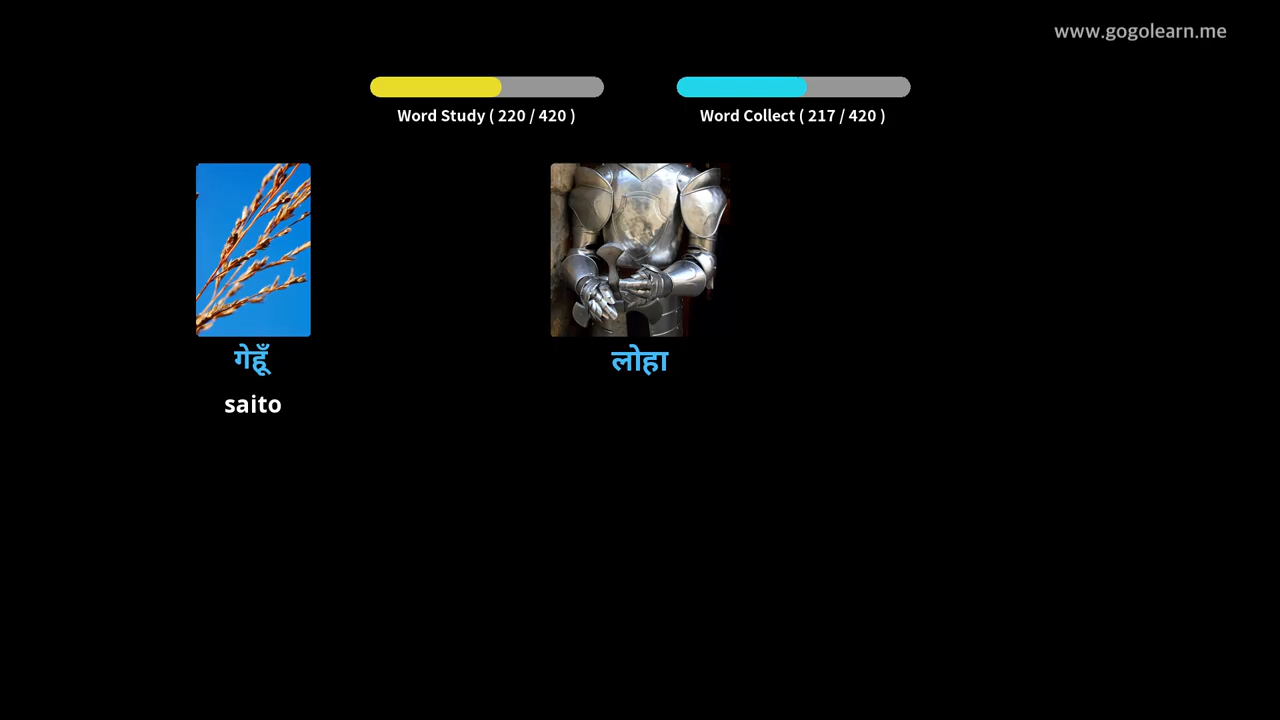 www.gogolearn.me
Word Study ( 220 / 420 )
Word Collect ( 217 / 420 )
गेहूँ
लोहा
saito